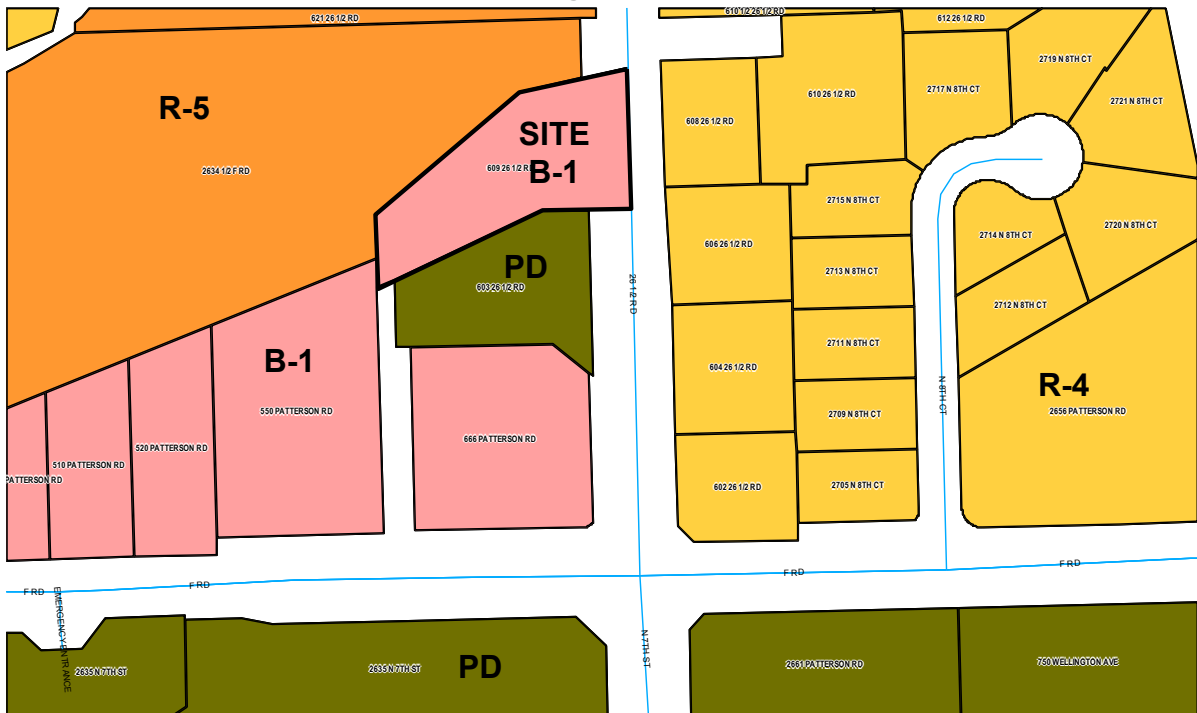 621 26 1/2 RD
610 1/2 26 1/2 RD
612 26 1/2 RD
2719 N 8TH CT
2717 N 8TH CT
610 26 1/2 RD
2721 N 8TH CT
R-5
SITE
B-1
608 26 1/2 RD
2634 1/2 F RD
609 26 1/2 RD
2715 N 8TH CT
2714 N 8TH CT
2720 N 8TH CT
606 26 1/2 RD
PD
2713 N 8TH CT
603 26 1/2 RD
26 1/2 RD
2712 N 8TH CT
2711 N 8TH CT
B-1
604 26 1/2 RD
R-4
N 8TH CT
550 PATTERSON RD
2709 N 8TH CT
2656 PATTERSON RD
666 PATTERSON RD
520 PATTERSON RD
510 PATTERSON RD
PATTERSON RD
602 26 1/2 RD
2705 N 8TH CT
F RD
F RD
F RD
F RD
EMERGENCY ENTRANCE
N 7TH ST
2635 N 7TH ST
2635 N 7TH ST
PD
2661 PATTERSON RD
750 WELLINGTON AVE